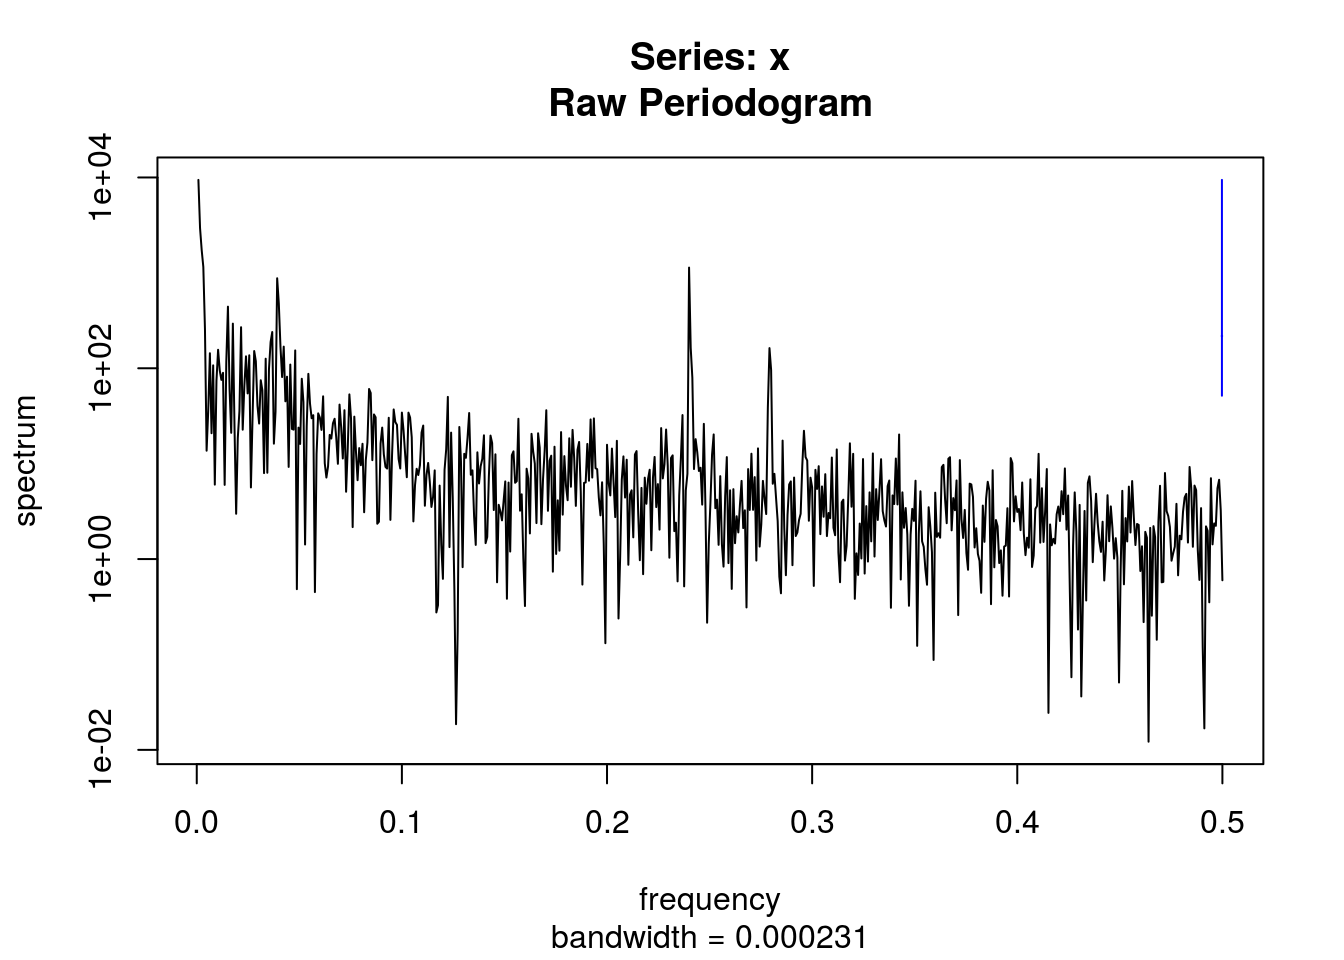 Series: x
Raw Periodogram
spectrum
1e+04
1e+02
1e+00
1e-02
0.0 0.1 0.2 0.3 0.4 0.5
frequency
bandwidth = 0.000231